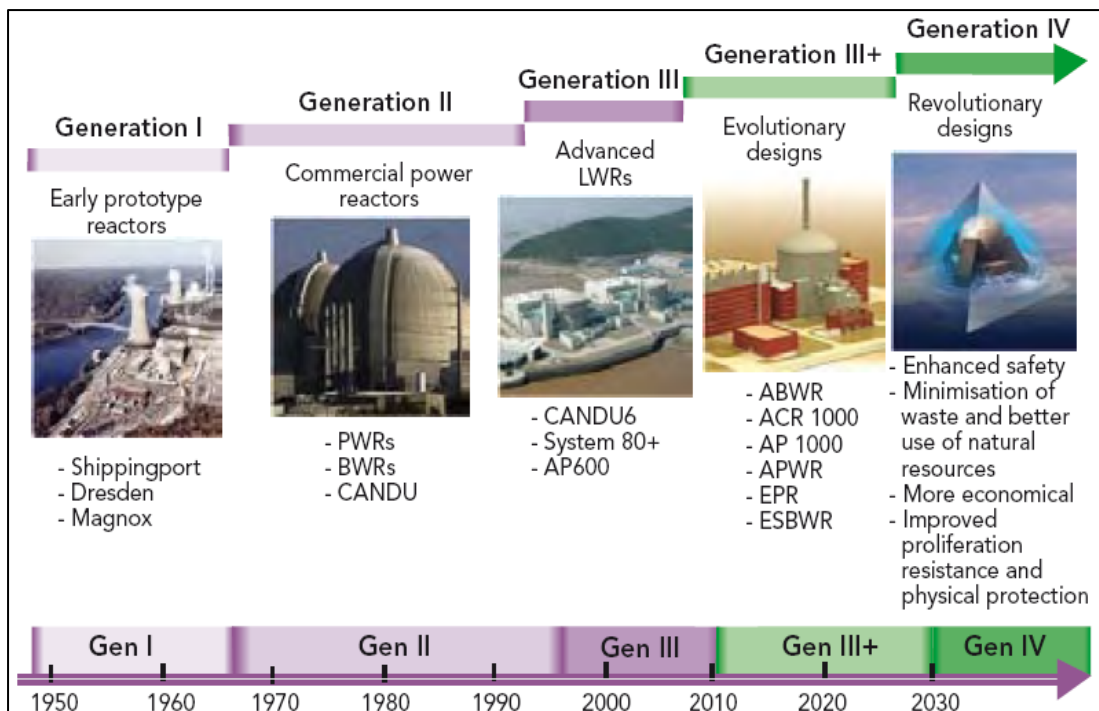 Generation I
Early prototype
reactors
- Shippingport
- Dresden
- Magnox
Generation II
Commercial power
reactors
- PWRs
- BWRs
- CANDU
Generation III
Advanced
LWRs
- CANDU6
- System 80+
- AP600
Generation III+
Evolutionary
designs
- ABWR
- ACR 1000
- AP 1000
- APWR
- EPR
- ESBWR
Generation IV
Revolutionary
designs
- Enhanced safety
- Minimisation of
waste and better
use of natural
resources
- More economical
- Improved
proliferation
resistance and
physical protection
Gen I Gen II Gen III Gen III+ Gen IV
1950 1960 1970 1980 1990 2000 2010 2020 2030